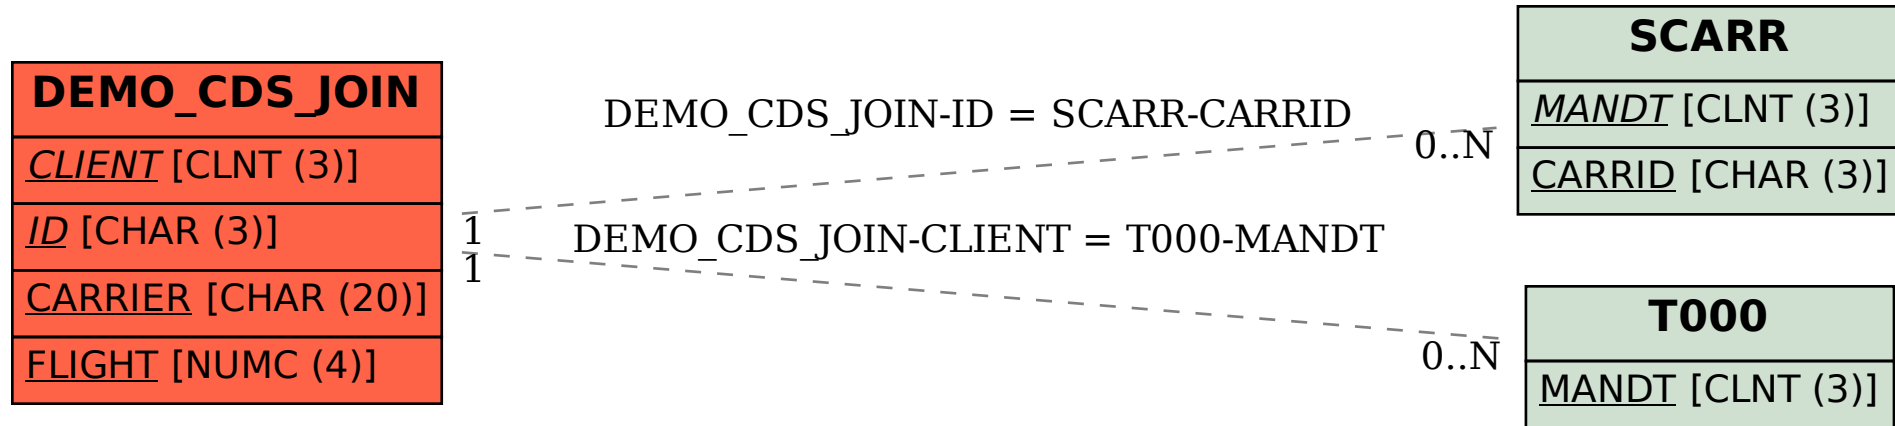 DEMO_CDS_JOIN
CLIENT [CLNT (3)]
ID [CHAR (3)]
CARRIER [CHAR (20)]
FLIGHT [NUMC (4)]
DEMO_CDS_JOIN-ID = SCARR-CARRID
0..N
1
DEMO_CDS_JOIN-CLIENT = T000-MANDT
1
0..N
SCARR
MANDT [CLNT (3)]
CARRID [CHAR (3)]
T000
MANDT [CLNT (3)]